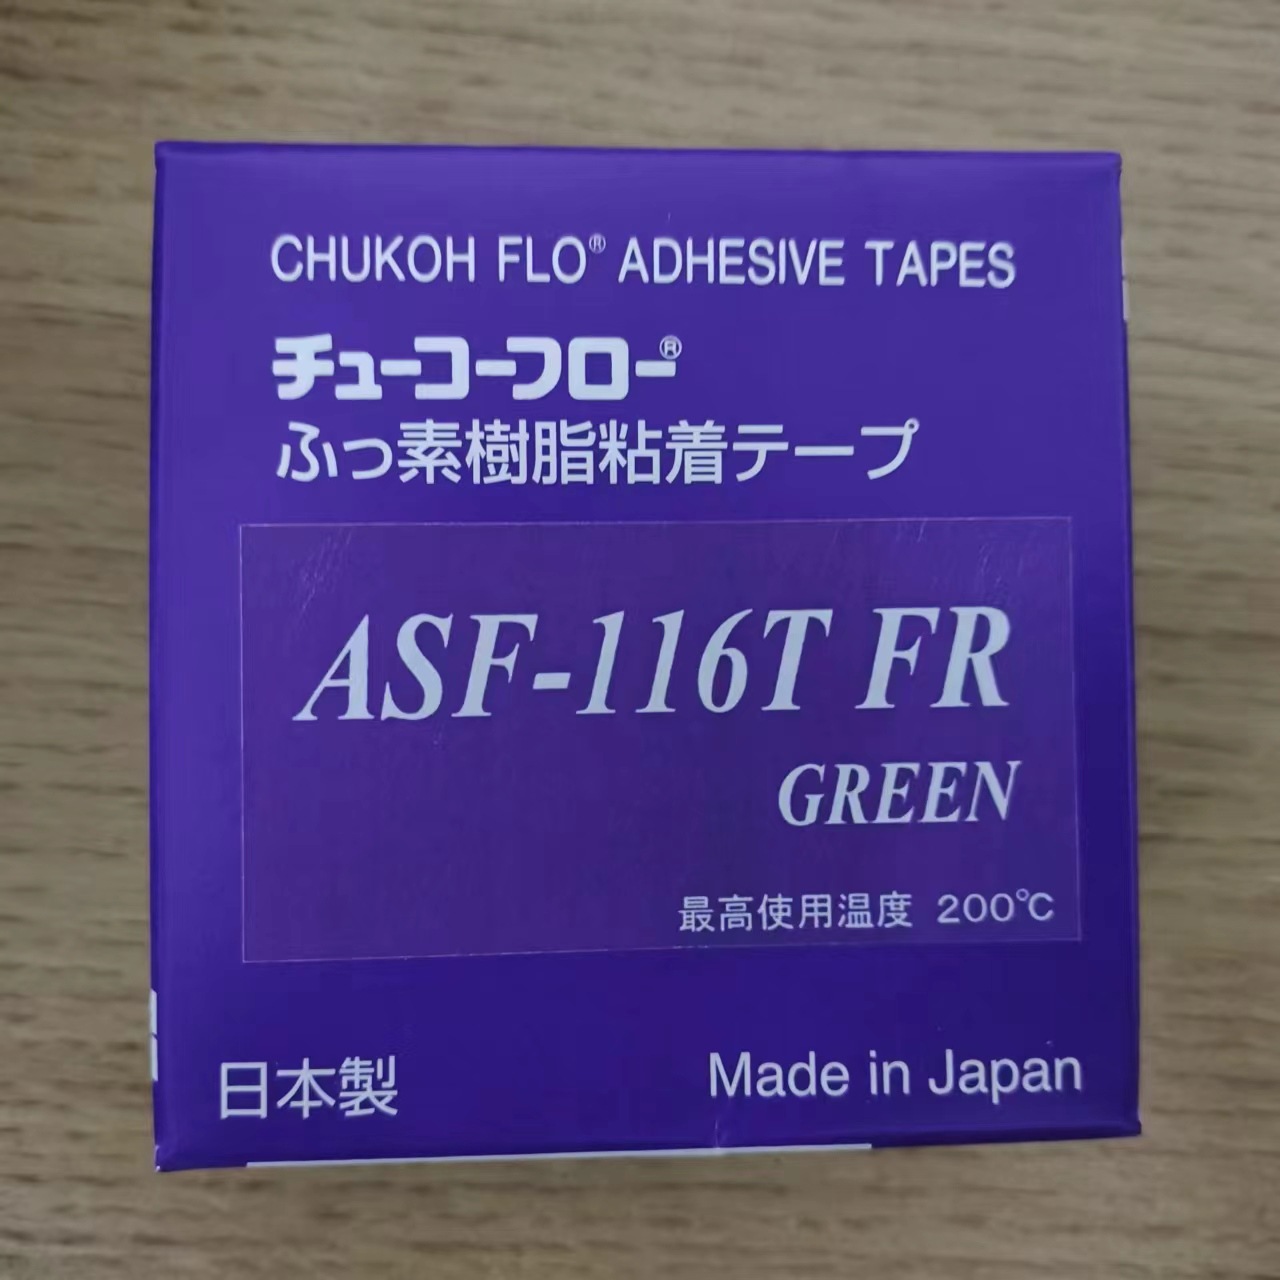 CHUKOH FLO® ADHESIVE TAPES
チューコーフロー®
ふっ素樹脂粘着テープ
ASF-116T FR
GREEN
最高使用温度 200℃
日本製 Made in Japan